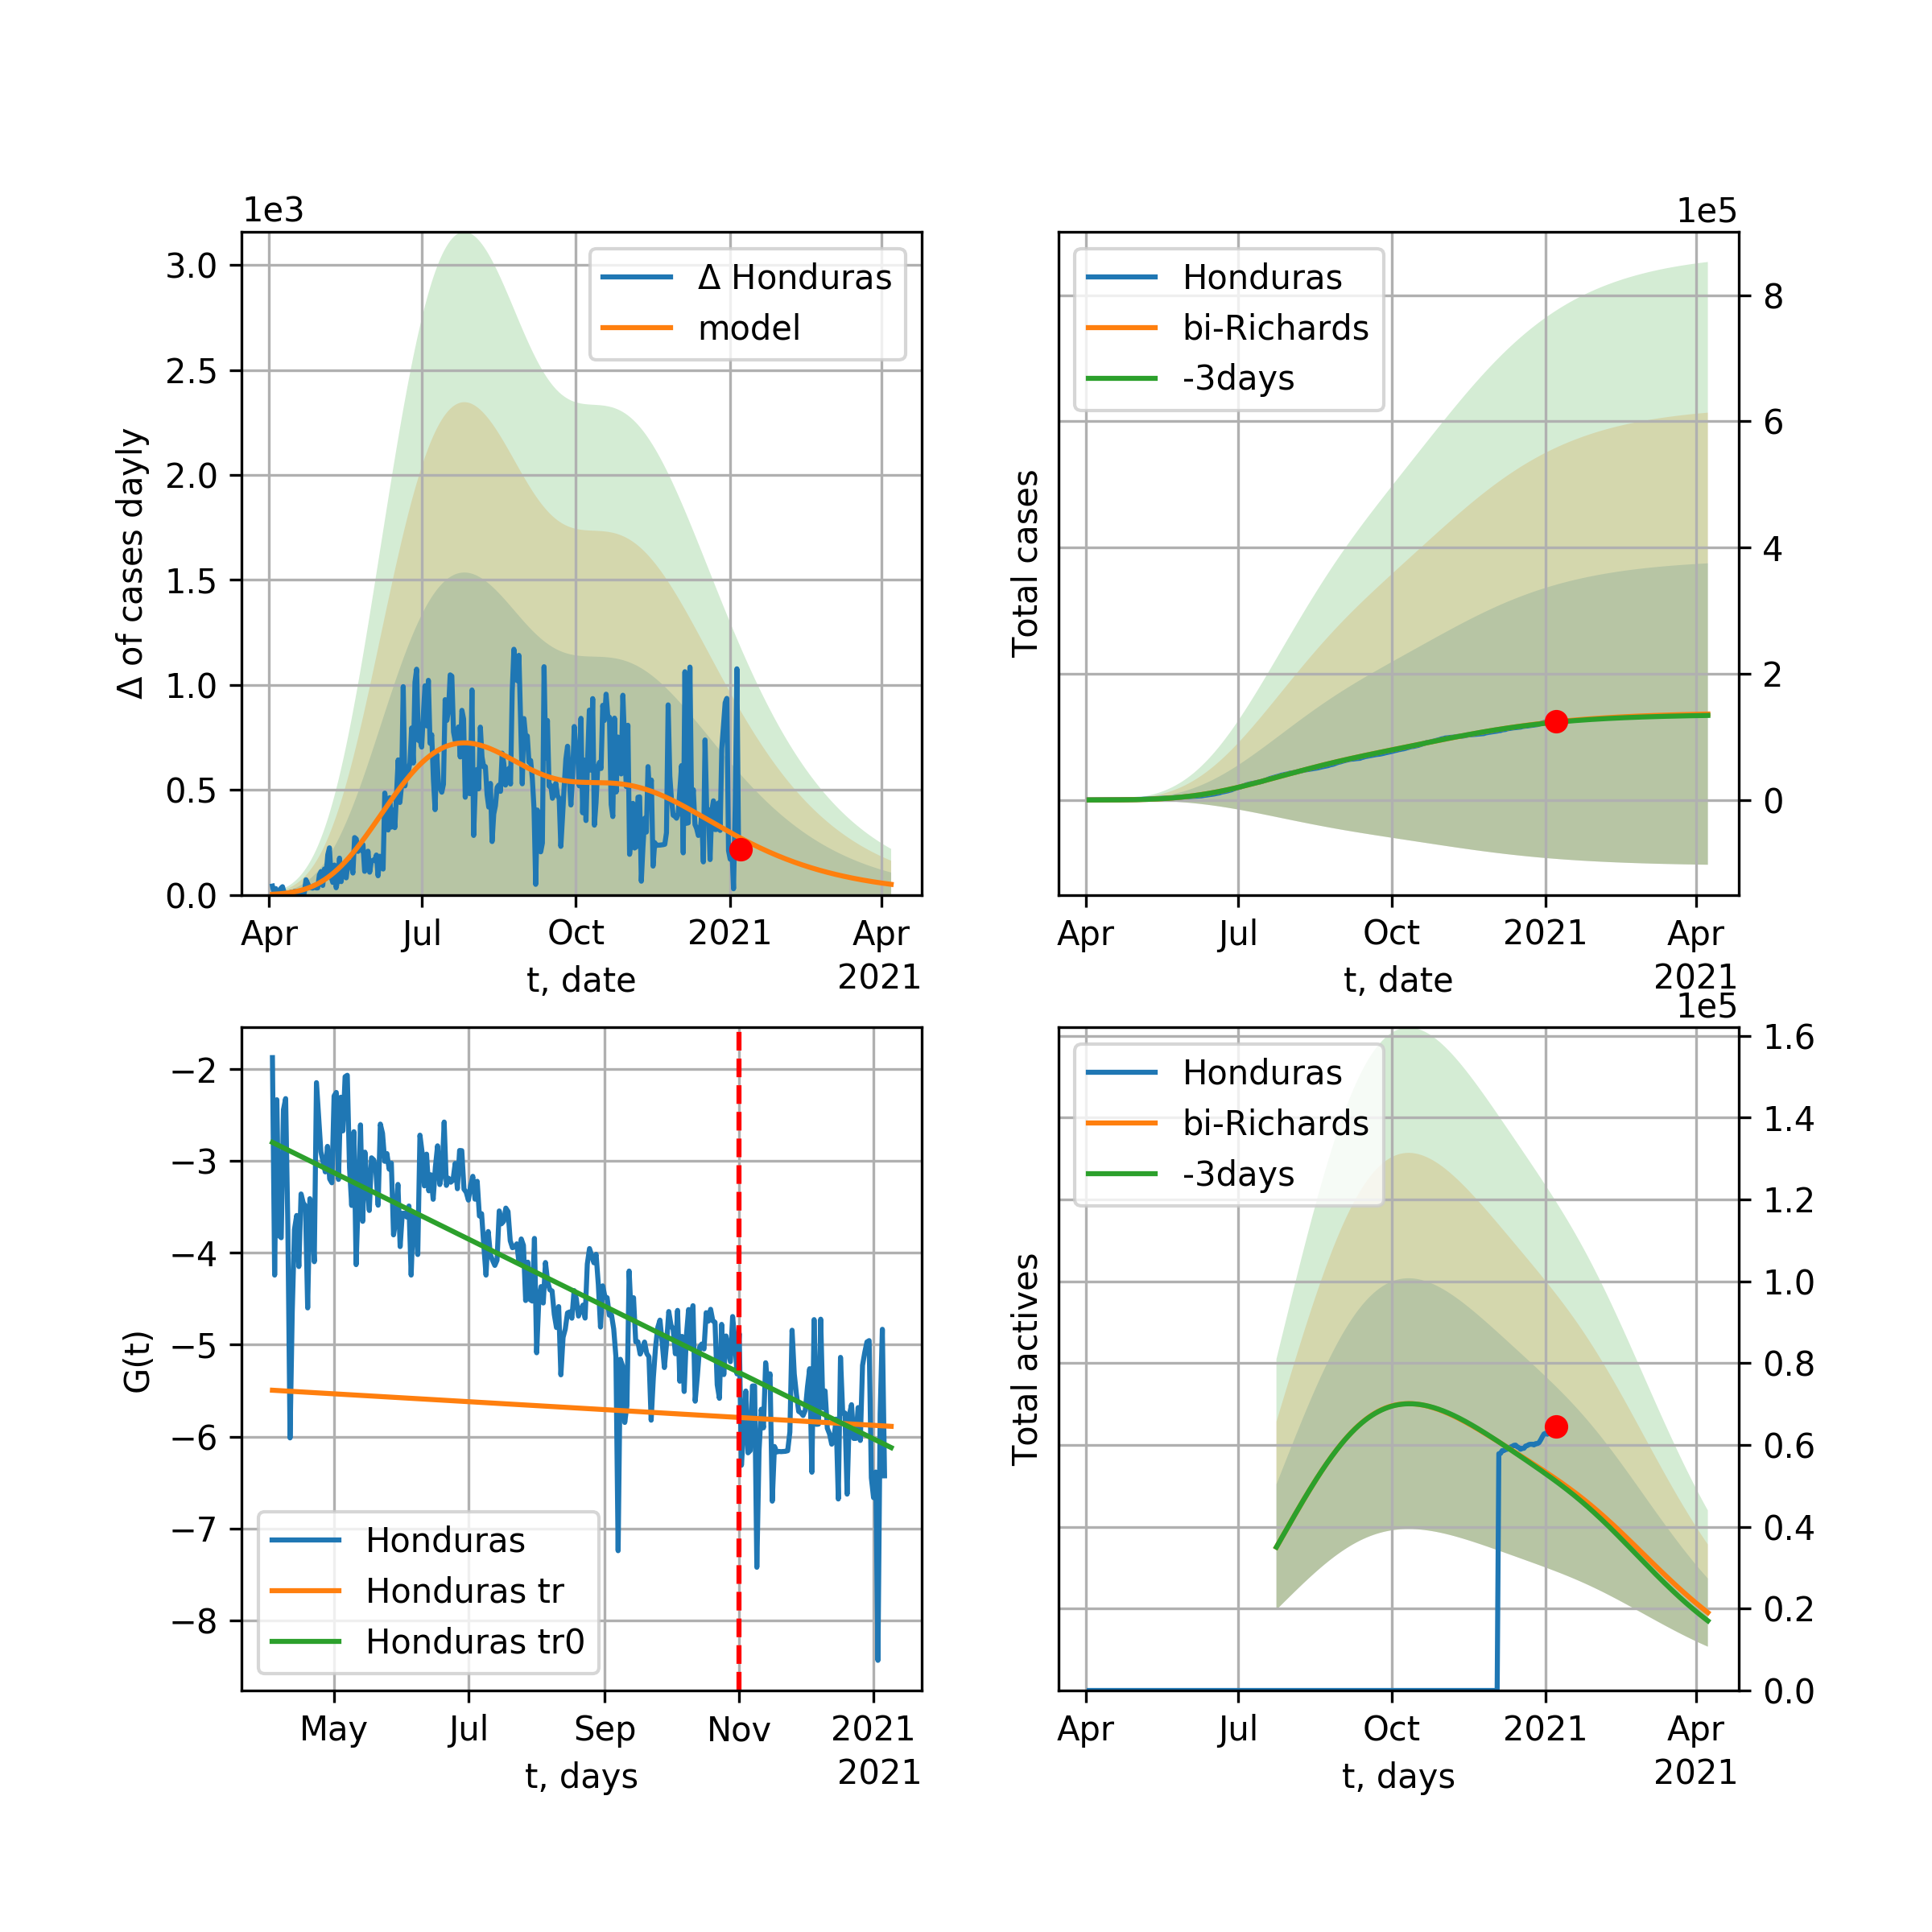 1e3
3.0
2.5
2.0
1.5
1.0
0.5
0.0
Δ of cases dayly
Δ Honduras
model
Apr
Jul
Oct
2021
Apr
2021
t, date
1e5
8
6
4
2
0
Total cases
Honduras
bi-Richards
-3days
Apr
Jul
Oct
2021
Apr
2021
t, date
−2
−3
−4
−5
−6
−7
−8
G(t)
Honduras
Honduras tr
Honduras tr0
May
Jul
Sep
Nov
2021
2021
t, days
1e5
1.6
1.4
1.2
1.0
0.8
0.6
0.4
0.2
0.0
Total actives
Honduras
bi-Richards
-3days
Apr
Jul
Oct
2021
Apr
2021
t, days